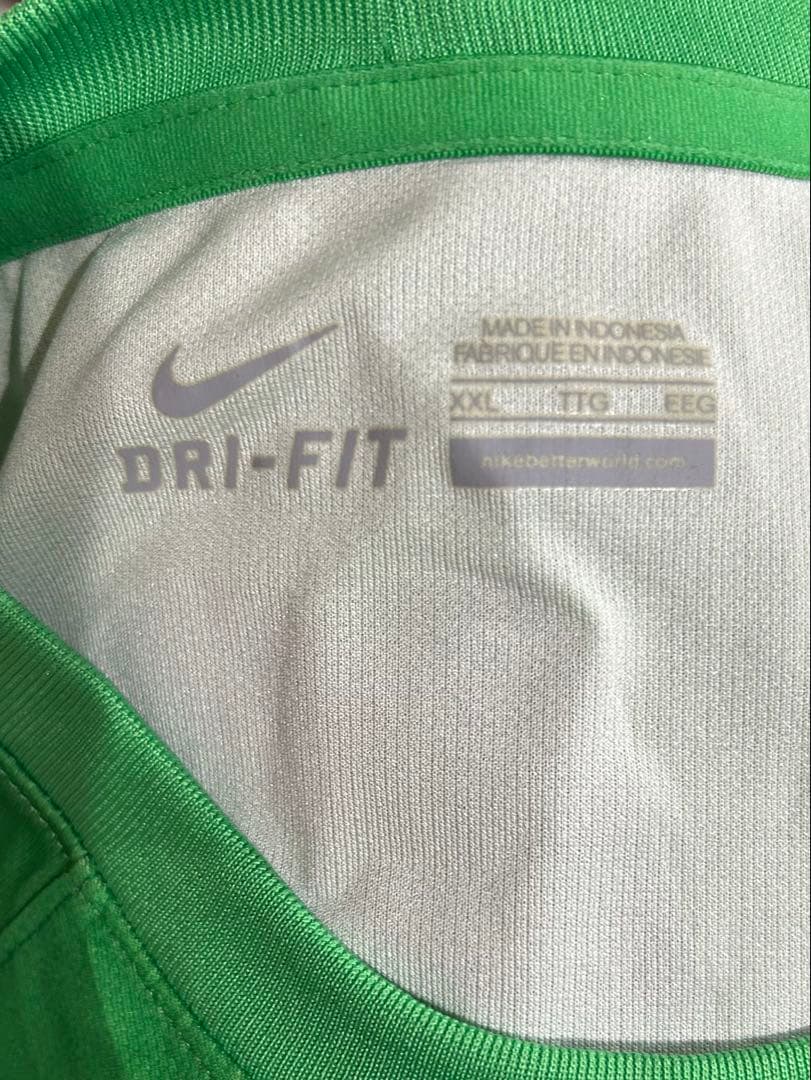 DRI-FIT
MADE IN INDONESIA
FABRIQUE EN INDONESIE
XXL TTG EEG
nikebetterworld.com